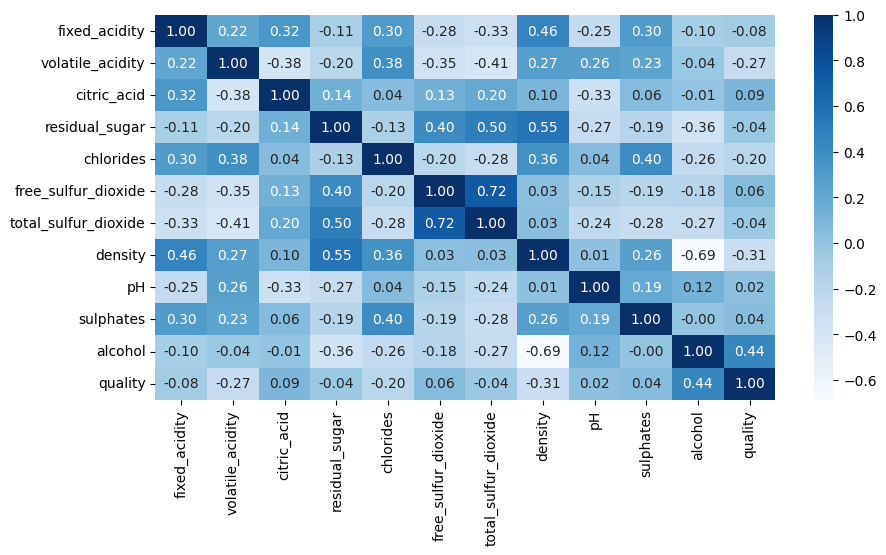 fixed_acidity 1.00 0.22 0.32 -0.11 0.30 -0.28 -0.33 0.46 -0.25 0.30 -0.10 -0.08
volatile_acidity 0.22 1.00 -0.38 -0.20 0.38 -0.35 -0.41 0.27 0.26 0.23 -0.04 -0.27
citric_acid 0.32 -0.38 1.00 0.14 0.04 0.13 0.20 0.10 -0.33 0.06 -0.01 0.09
residual_sugar -0.11 -0.20 0.14 1.00 -0.13 0.40 0.50 0.55 -0.27 -0.19 -0.36 -0.04
chlorides 0.30 0.38 0.04 -0.13 1.00 -0.20 -0.28 0.36 0.04 0.40 -0.26 -0.20
free_sulfur_dioxide -0.28 -0.35 0.13 0.40 -0.20 1.00 0.72 0.03 -0.15 -0.19 -0.18 0.06
total_sulfur_dioxide -0.33 -0.41 0.20 0.50 -0.28 0.72 1.00 0.03 -0.24 -0.28 -0.27 -0.04
density 0.46 0.27 0.10 0.55 0.36 0.03 0.03 1.00 0.01 0.26 -0.69 -0.31
pH -0.25 0.26 -0.33 -0.27 0.04 -0.15 -0.24 0.01 1.00 0.19 0.12 0.02
sulphates 0.30 0.23 0.06 -0.19 0.40 -0.19 -0.28 0.26 0.19 1.00 -0.00 0.04
alcohol -0.10 -0.04 -0.01 -0.36 -0.26 -0.18 -0.27 -0.69 0.12 -0.00 1.00 0.44
quality -0.08 -0.27 0.09 -0.04 -0.20 0.06 -0.04 -0.31 0.02 0.04 0.44 1.00
fixed_acidity
volatile_acidity
citric_acid
residual_sugar
chlorides
free_sulfur_dioxide
total_sulfur_dioxide
density
pH
sulphates
alcohol
quality
1.0
0.8
0.6
0.4
0.2
0.0
−0.2
−0.4
−0.6